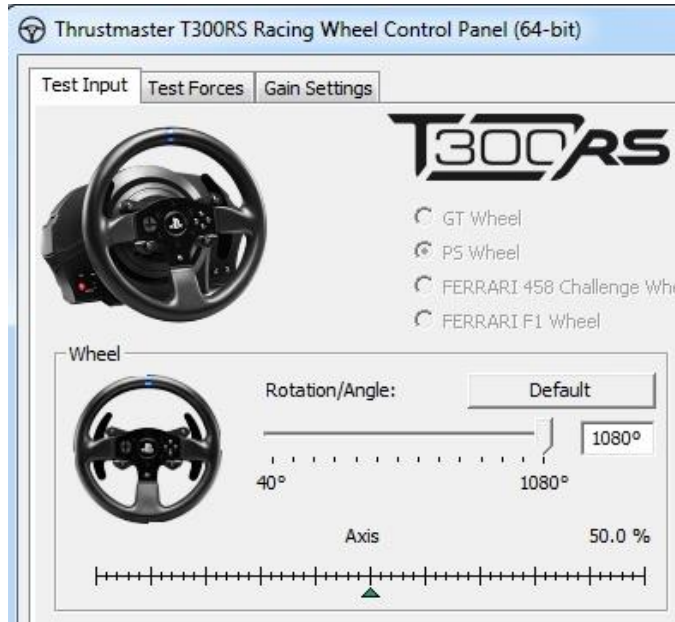 Thrustmaster T300RS Racing Wheel Control Panel (64-bit)
Test Input Test Forces Gain Settings
T300RS
GT Wheel
PS Wheel
FERRARI 458 Challenge Whe
FERRARI F1 Wheel
Wheel
Rotation/Angle: Default
1080°
40° 1080°
Axis 50.0 %